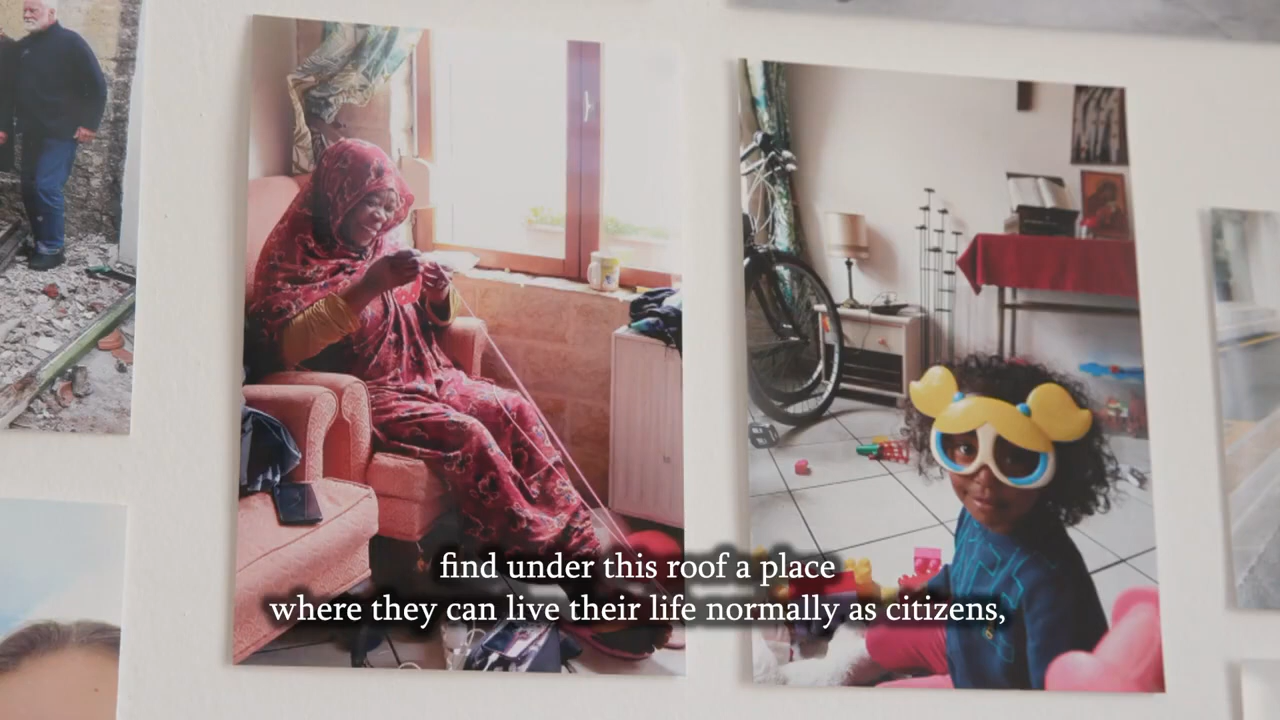 find under this roof a place
where they can live their life normally as citizens,